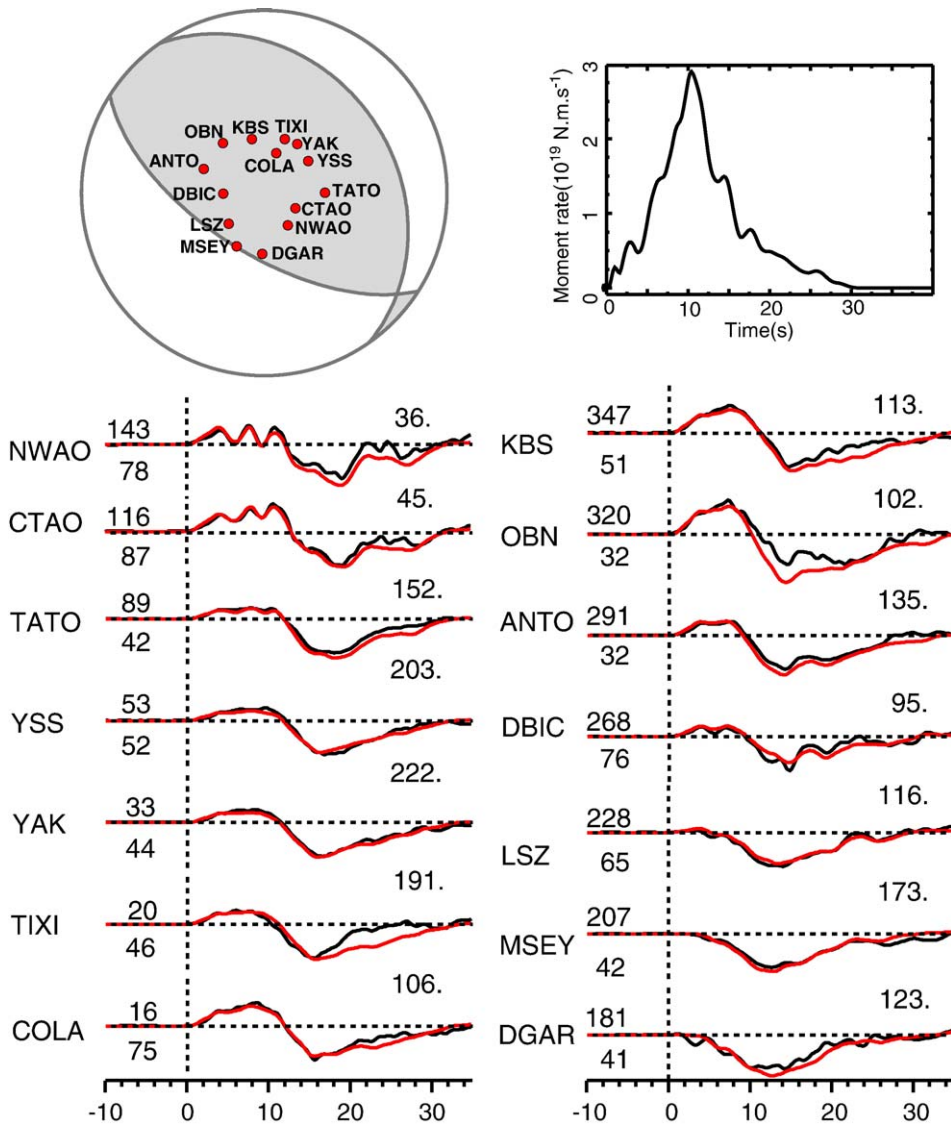 OBN
KBS
TIXI
YAK
COLA
YSS
ANTO
DBIC
TATO
CTAO
LSZ
NWAO
MSEY
DGAR
Moment rate(10¹⁹ N.m.s⁻¹)
3
2
1
0
0 10 20 30
Time(s)
NWAO 143 78 36.
CTAO 116 87 45.
TATO 89 42 152.
YSS 53 52 203.
YAK 33 44 222.
TIXI 20 46 191.
COLA 16 75 106.
-10 0 10 20 30
KBS 347 51 113.
OBN 320 32 102.
ANTO 291 32 135.
DBIC 268 76 95.
LSZ 228 65 116.
MSEY 207 42 173.
DGAR 181 41 123.
-10 0 10 20 30